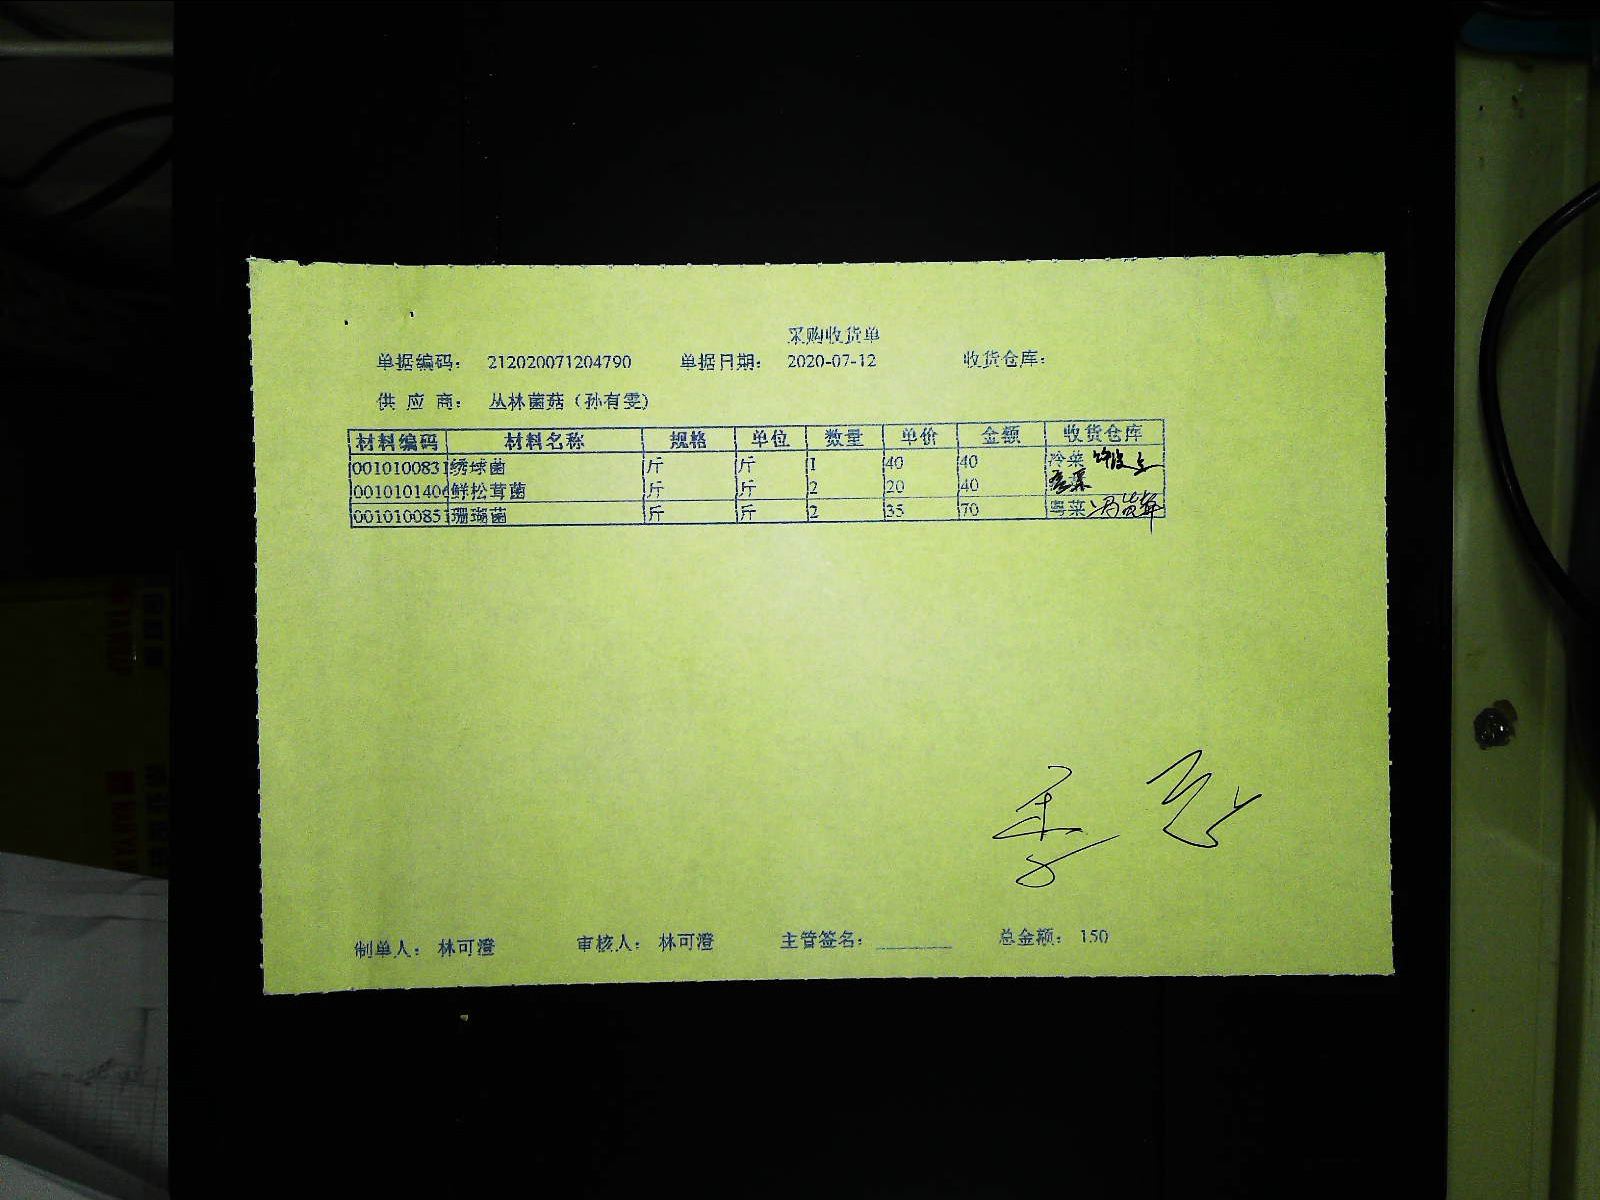 采购收货单
单据编码： 212020071204790 单据日期： 2020-07-12 收货仓库：
供 应 商： 丛林菌菇（孙有雯）
材料编码 材料名称 规格 单位 数量 单价 金额 收货仓库
0010100831 绣球菌 斤 斤 1 40 40 冷菜
0010101406 鲜松茸菌 斤 斤 2 20 40
0010100851 珊瑚菌 斤 斤 2 35 70 粤菜
制单人： 林可澄 审核人： 林可澄 主管签名： 总金额： 150